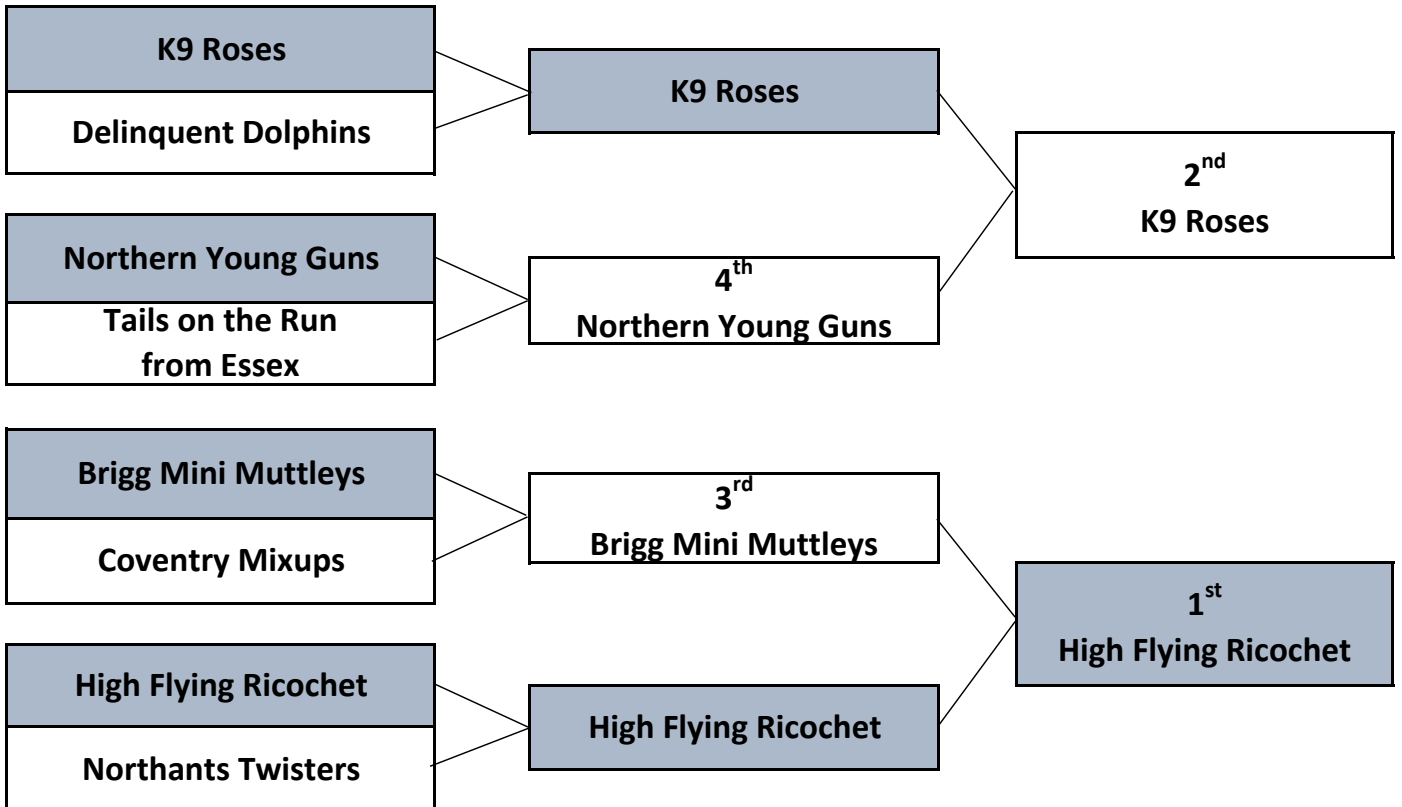 K9 Roses
Delinquent Dolphins
Northern Young Guns
Tails on the Run
from Essex
Brigg Mini Muttleys
Coventry Mixups
High Flying Ricochet
Northants Twisters
K9 Roses
4th
Northern Young Guns
3rd
Brigg Mini Muttleys
High Flying Ricochet
2nd
K9 Roses
1st
High Flying Ricochet